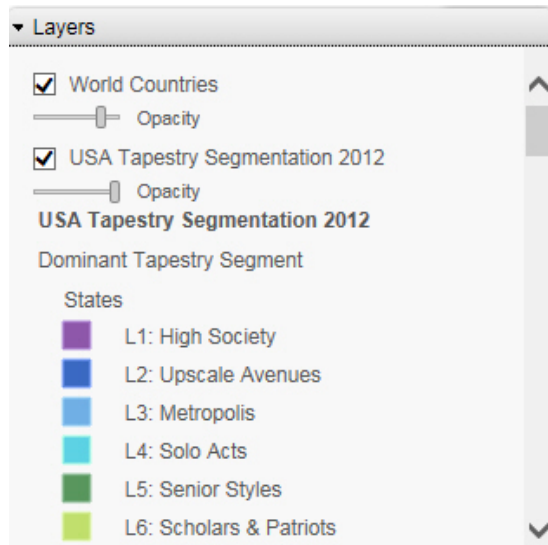 Layers
World Countries
Opacity
USA Tapestry Segmentation 2012
Opacity
USA Tapestry Segmentation 2012
Dominant Tapestry Segment
States
L1: High Society
L2: Upscale Avenues
L3: Metropolis
L4: Solo Acts
L5: Senior Styles
L6: Scholars & Patriots